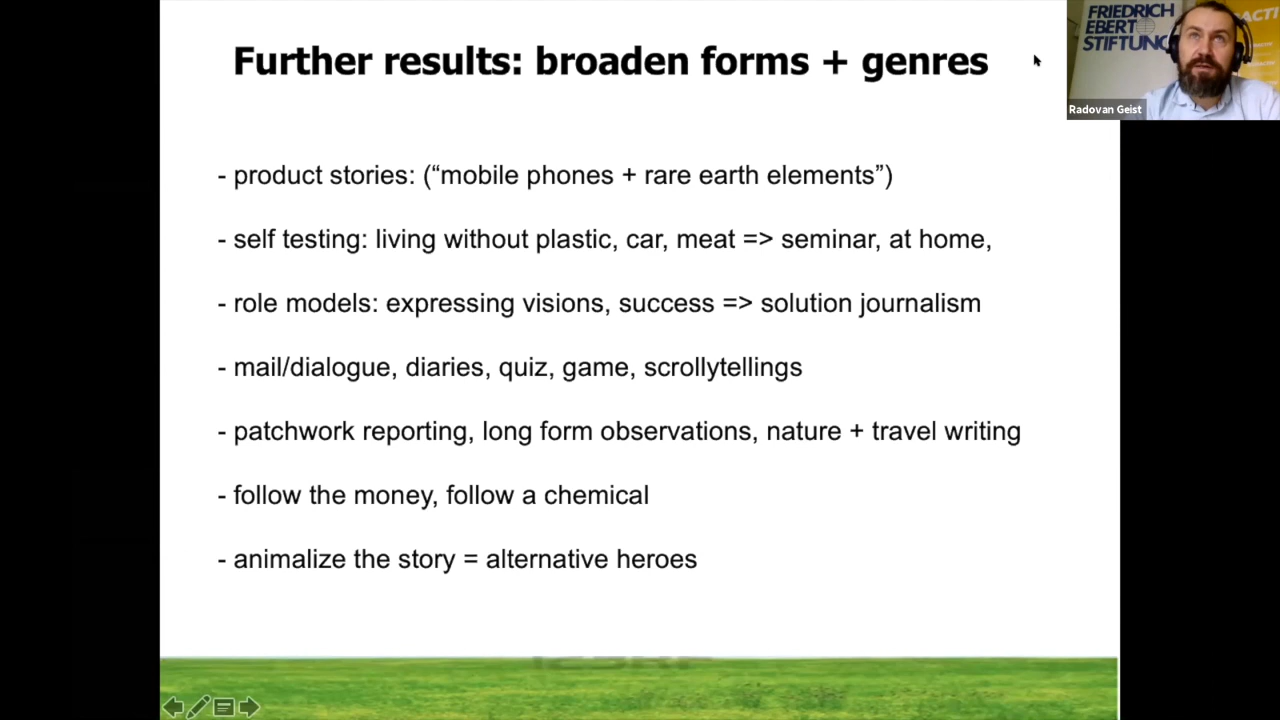 Further results: broaden forms + genres
FRIEDRICH
EBERT
STIFTUNG
Radovan Geist
- product stories: (“mobile phones + rare earth elements”)
- self testing: living without plastic, car, meat => seminar, at home,
- role models: expressing visions, success => solution journalism
- mail/dialogue, diaries, quiz, game, scrollytellings
- patchwork reporting, long form observations, nature + travel writing
- follow the money, follow a chemical
- animalize the story = alternative heroes